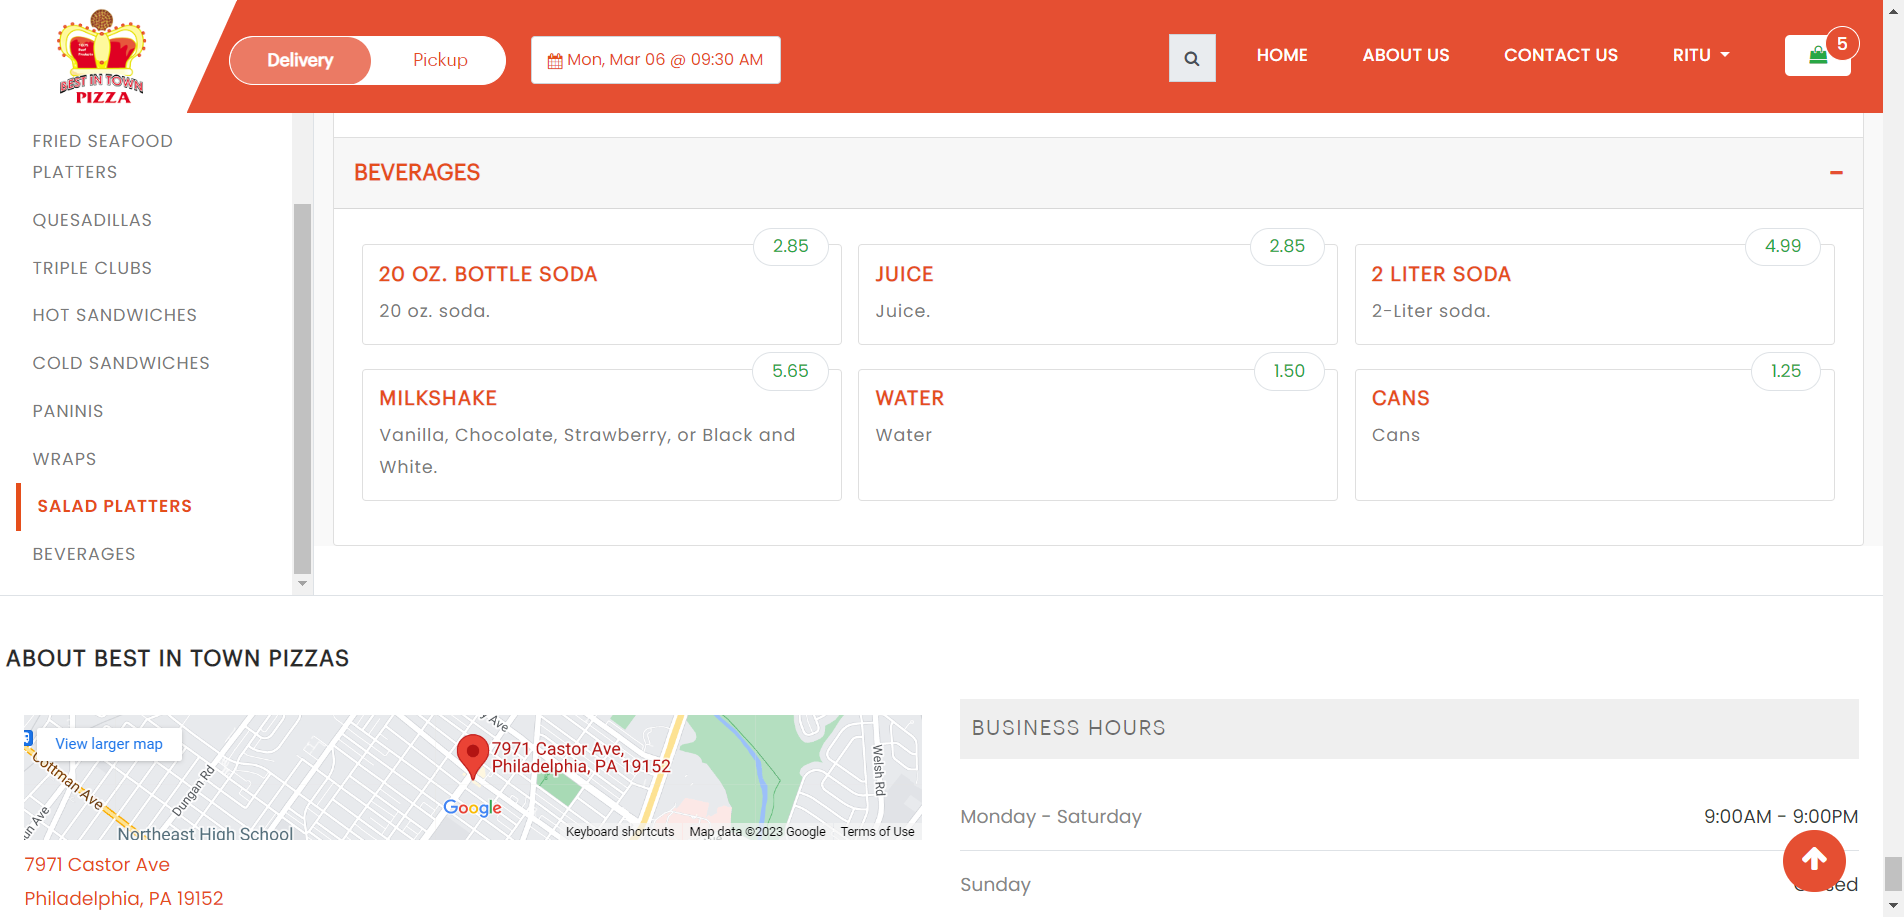 BEST IN TOWN
PIZZA
Delivery
Pickup
Mon, Mar 06 @ 09:30 AM
HOME
ABOUT US
CONTACT US
RITU
5
FRIED SEAFOOD
PLATTERS
QUESADILLAS
TRIPLE CLUBS
HOT SANDWICHES
COLD SANDWICHES
PANINIS
WRAPS
SALAD PLATTERS
BEVERAGES
BEVERAGES
2.85
20 OZ. BOTTLE SODA
20 oz. soda.
2.85
JUICE
Juice.
4.99
2 LITER SODA
2-Liter soda.
5.65
MILKSHAKE
Vanilla, Chocolate, Strawberry, or Black and
White.
1.50
WATER
Water
1.25
CANS
Cans
ABOUT BEST IN TOWN PIZZAS
View larger map
7971 Castor Ave,
Philadelphia, PA 19152
Cottman Ave
Dungan Rd
Welsh Rd
Northeast High School
Google
Keyboard shortcuts
Map data ©2023 Google
Terms of Use
7971 Castor Ave
Philadelphia, PA 19152
BUSINESS HOURS
Monday - Saturday
9:00AM - 9:00PM
Sunday